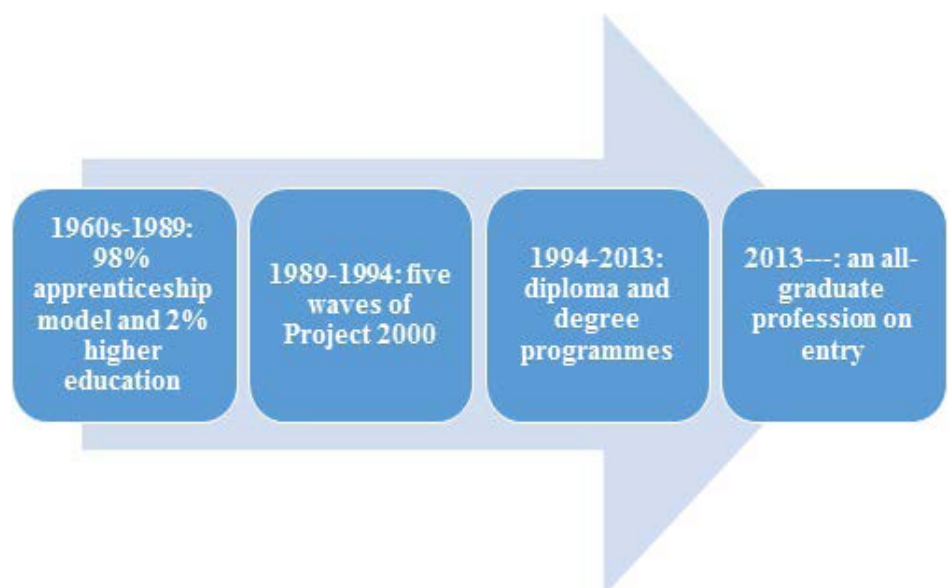 1960s-1989:
98%
apprenticeship
model and 2%
higher
education
1989-1994: five
waves of
Project 2000
1994-2013:
diploma and
degree
programmes
2013---: an all-
graduate
profession on
entry